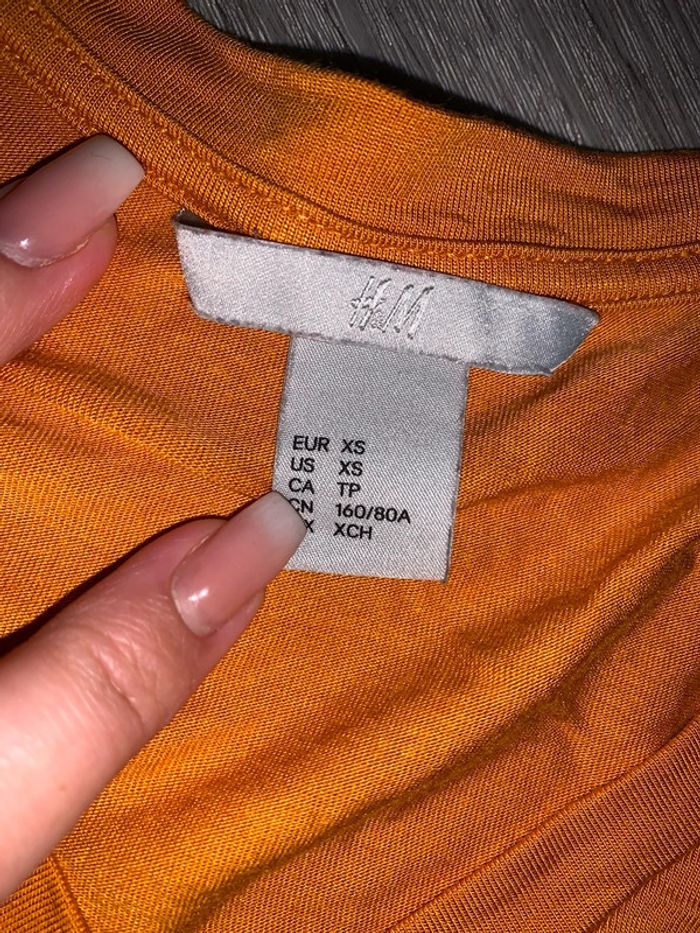 H&M
EUR XS
US XS
CA TP
CN 160/80A
X XCH